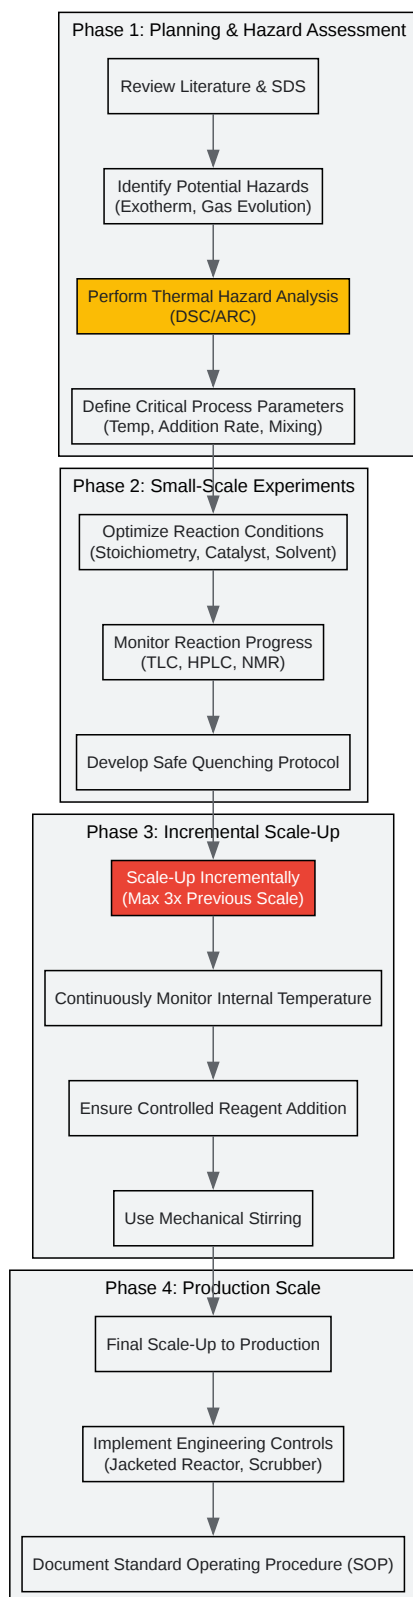 Phase 1: Planning & Hazard Assessment
Review Literature & SDS
Identify Potential Hazards
(Exotherm, Gas Evolution)
Perform Thermal Hazard Analysis
(DSC/ARC)
Define Critical Process Parameters
(Temp, Addition Rate, Mixing)
Phase 2: Small-Scale Experiments
Optimize Reaction Conditions
(Stoichiometry, Catalyst, Solvent)
Monitor Reaction Progress
(TLC, HPLC, NMR)
Develop Safe Quenching Protocol
Phase 3: Incremental Scale-Up
Scale-Up Incrementally
(Max 3x Previous Scale)
Continuously Monitor Internal Temperature
Ensure Controlled Reagent Addition
Use Mechanical Stirring
Phase 4: Production Scale
Final Scale-Up to Production
Implement Engineering Controls
(Jacketed Reactor, Scrubber)
Document Standard Operating Procedure (SOP)